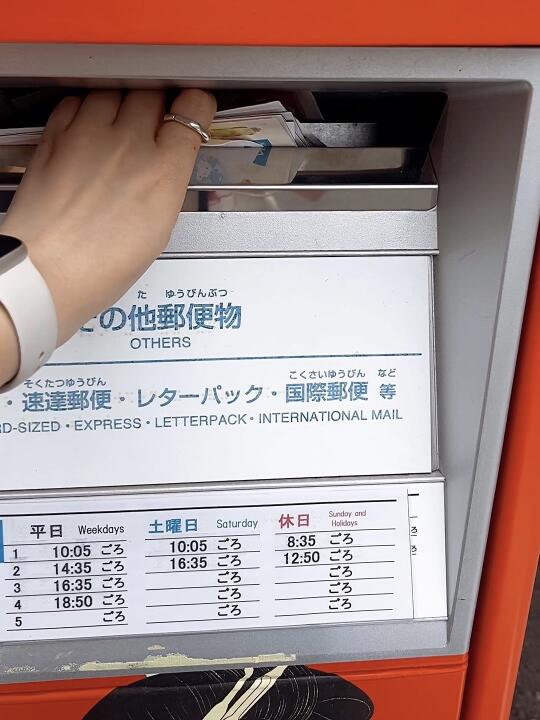 た ゆうびんぶつ
の他郵便物
OTHERS
そくたつゆうびん こくさいゆうびん など
・速達郵便・レターパック・国際郵便 等
RD-SIZED・EXPRESS・LETTERPACK・INTERNATIONAL MAIL
平日 Weekdays 土曜日 Saturday 休日 Sunday and Holidays
1 10:05 ごろ 10:05 ごろ 8:35 ごろ
2 14:35 ごろ 16:35 ごろ 12:50 ごろ
3 16:35 ごろ ごろ ごろ
4 18:50 ごろ ごろ ごろ
5 ごろ ごろ ごろ